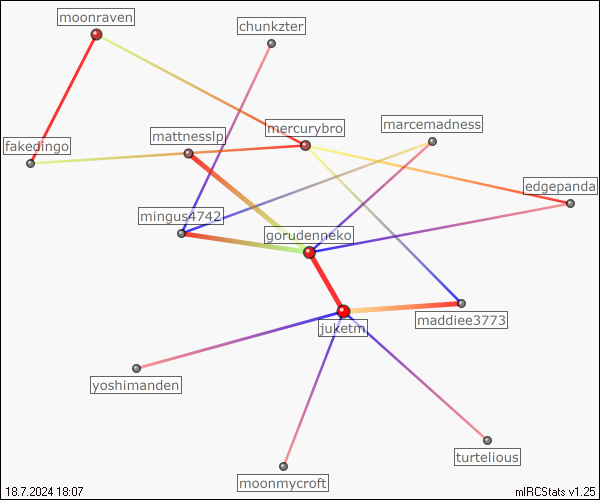 moonraven
chunkzter
marcemadness
mercurybro
mattnesslp
fakedingo
edgepanda
mingus4742
gorudenneko
maddiee3773
juketm
yoshimanden
turtelious
moonmycroft
18.7.2024 18:07
mIRCStats v1.25